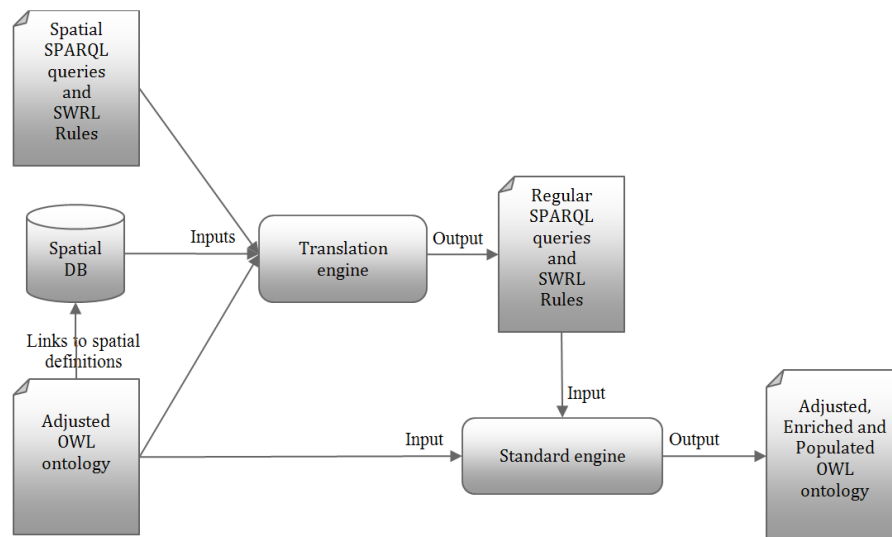 Spatial
SPARQL
queries
and
SWRL
Rules
Spatial
DB
Links to spatial
definitions
Adjusted
OWL
ontology
Inputs
Translation
engine
Output
Regular
SPARQL
queries
and
SWRL
Rules
Input
Input
Standard engine
Output
Adjusted,
Enriched and
Populated
OWL
ontology